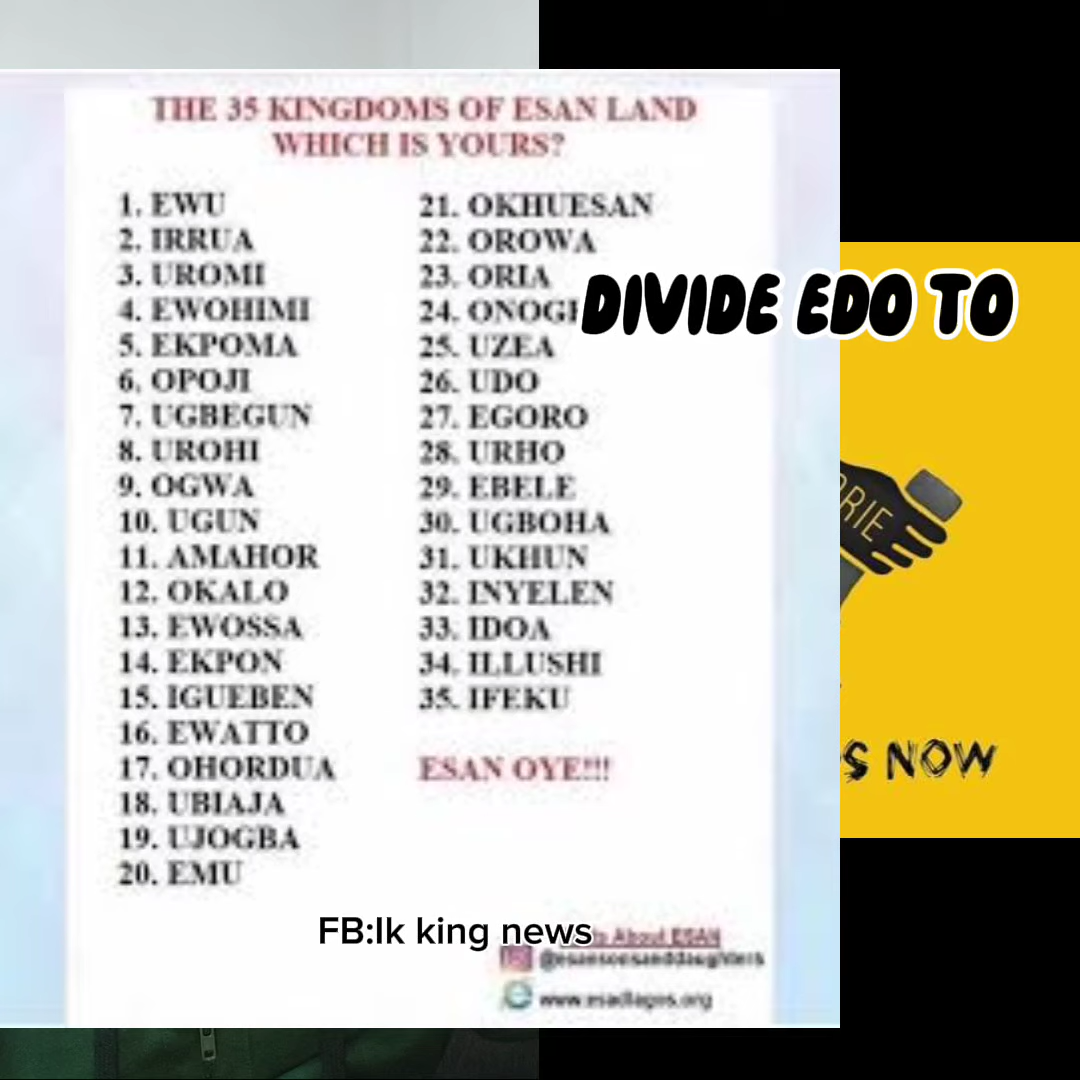 THE 35 KINGDOMS OF ESAN LAND
WHICH IS YOURS?
1. EWU
2. IRRUA
3. UROMI
4. EWOHIMI
5. EKPOMA
6. OPOJI
7. UGBEGUN
8. UROHI
9. OGWA
10. UGUN
11. AMAHOR
12. OKALO
13. EWOSSA
14. EKPON
15. IGUEBEN
16. EWATTO
17. OHORDUA
18. UBIAJA
19. UJOGBA
20. EMU
21. OKHUESAN
22. OROWA
23. ORIA
24.
25. UZEA
26. UDO
27. EGORO
28. URHO
29. EBELE
30. UGBOHA
31. UKHUN
32. INYELEN
33. IDOA
34. ILLUSHI
35. IFEKU
ESAN OYE!!!
DIVIDE EDO TO
NOW
FB:Ik king news
About ESAN
@esansonsanddaughters